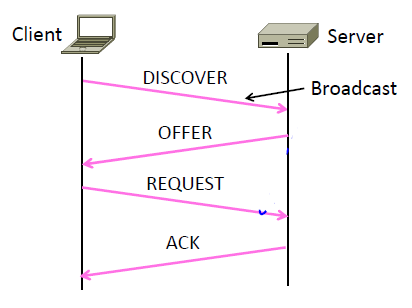 Client
Server
DISCOVER
Broadcast
OFFER
REQUEST
ACK